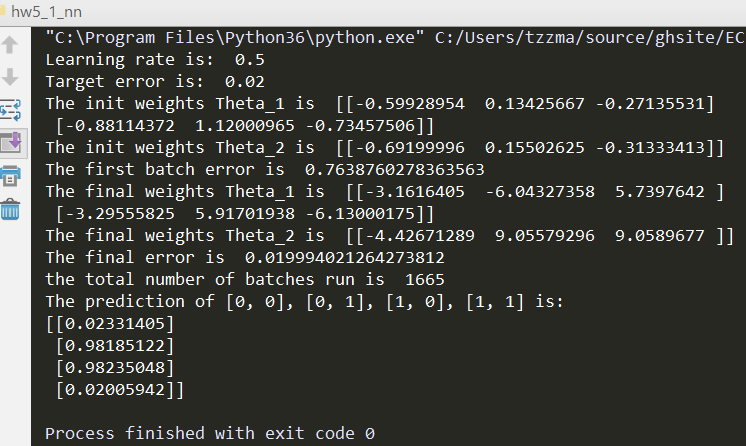 hw5_1_nn
"C:\Program Files\Python36\python.exe" C:/Users/tzzma/source/ghsite/EC
Learning rate is:  0.5
Target error is:  0.02
The init weights Theta_1 is  [[-0.59928954  0.13425667 -0.27135531]
 [-0.88114372  1.12000965 -0.73457506]]
The init weights Theta_2 is  [[-0.69199996  0.15502625 -0.31333413]]
The first batch error is  0.7638760278363563
The final weights Theta_1 is  [[-3.1616405  -6.04327358  5.7397642 ]
 [-3.29555825  5.91701938 -6.13000175]]
The final weights Theta_2 is  [[-4.42671289  9.05579296  9.0589677 ]]
The final error is  0.019994021264273812
the total number of batches run is  1665
The prediction of [0, 0], [0, 1], [1, 0], [1, 1] is:
[[0.02331405]
 [0.98185122]
 [0.98235048]
 [0.02005942]]
Process finished with exit code 0